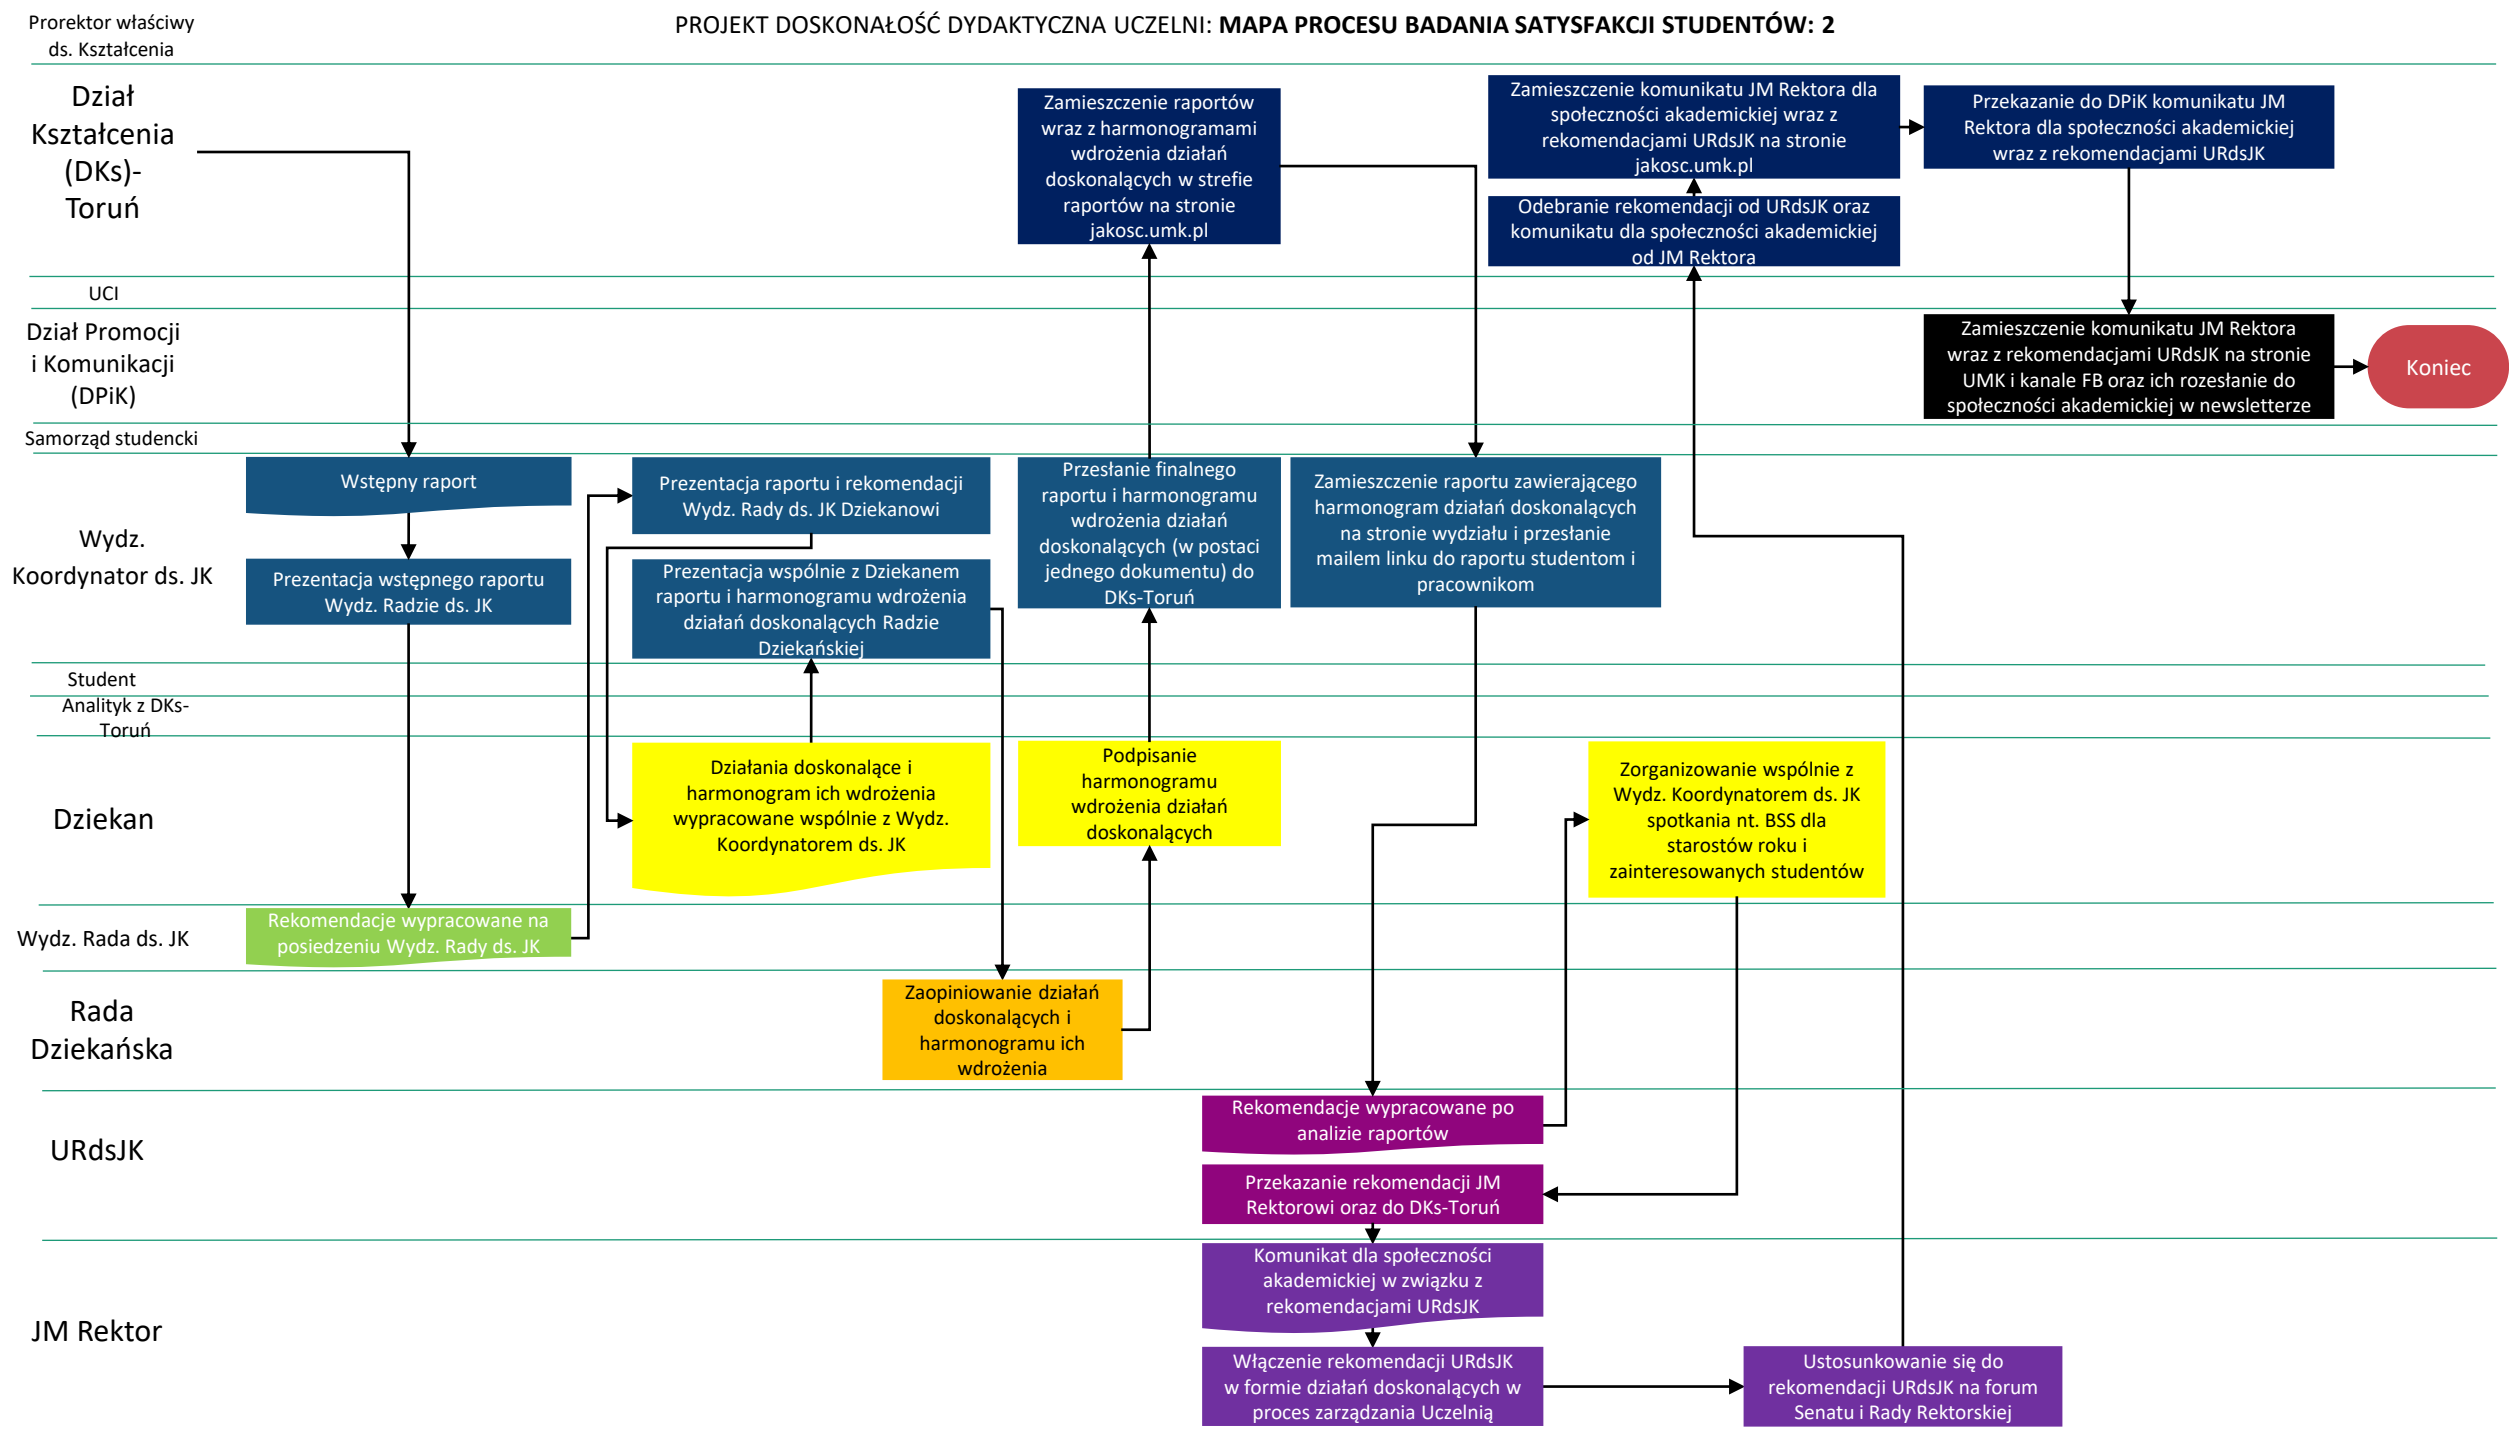 Prorektor właściwy
ds. Kształcenia
PROJEKT DOSKONAŁOŚĆ DYDAKTYCZNA UCZELNI: MAPA PROCESU BADANIA SATYSFAKCJI STUDENTÓW: 2
Dział
Kształcenia
(DKs)-
Toruń
Zamieszczenie raportów
wraz z harmonogramami
wdrożenia działań
doskonalących w strefie
raportów na stronie
jakosc.umk.pl
Zamieszczenie komunikatu JM Rektora dla
społeczności akademickiej wraz z
rekomendacjami URdsJK na stronie
jakosc.umk.pl
Przekazanie do DPiK komunikatu JM
Rektora dla społeczności akademickiej
wraz z rekomendacjami URdsJK
Odebranie rekomendacji od URdsJK oraz
komunikatu dla społeczności akademickiej
od JM Rektora
UCI
Dział Promocji
i Komunikacji
(DPiK)
Zamieszczenie komunikatu JM Rektora
wraz z rekomendacjami URdsJK na stronie
UMK i kanale FB oraz ich rozesłanie do
społeczności akademickiej w newsletterze
Koniec
Samorząd studencki
Wydz.
Koordynator ds. JK
Wstępny raport
Prezentacja wstępnego raportu
Wydz. Radzie ds. JK
Prezentacja raportu i rekomendacji
Wydz. Rady ds. JK Dziekanowi
Prezentacja wspólnie z Dziekanem
raportu i harmonogramu wdrożenia
działań doskonalących Radzie
Dziekańskiej
Przesłanie finalnego
raportu i harmonogramu
wdrożenia działań
doskonalących (w postaci
jednego dokumentu) do
DKs-Toruń
Zamieszczenie raportu zawierającego
harmonogram działań doskonalących
na stronie wydziału i przesłanie
mailem linku do raportu studentom i
pracownikom
Student
Analityk z DKs-
Toruń
Dziekan
Działania doskonalące i
harmonogram ich wdrożenia
wypracowane wspólnie z Wydz.
Koordynatorem ds. JK
Podpisanie
harmonogramu
wdrożenia działań
doskonalących
Zorganizowanie wspólnie z
Wydz. Koordynatorem ds. JK
spotkania nt. BSS dla
starostów roku i
zainteresowanych studentów
Wydz. Rada ds. JK
Rekomendacje wypracowane na
posiedzeniu Wydz. Rady ds. JK
Rada
Dziekańska
Zaopiniowanie działań
doskonalących i
harmonogramu ich
wdrożenia
URdsJK
Rekomendacje wypracowane po
analizie raportów
Przekazanie rekomendacji JM
Rektorowi oraz do DKs-Toruń
JM Rektor
Komunikat dla społeczności
akademickiej w związku z
rekomendacjami URdsJK
Włączenie rekomendacji URdsJK
w formie działań doskonalących w
proces zarządzania Uczelnią
Ustosunkowanie się do
rekomendacji URdsJK na forum
Senatu i Rady Rektorskiej